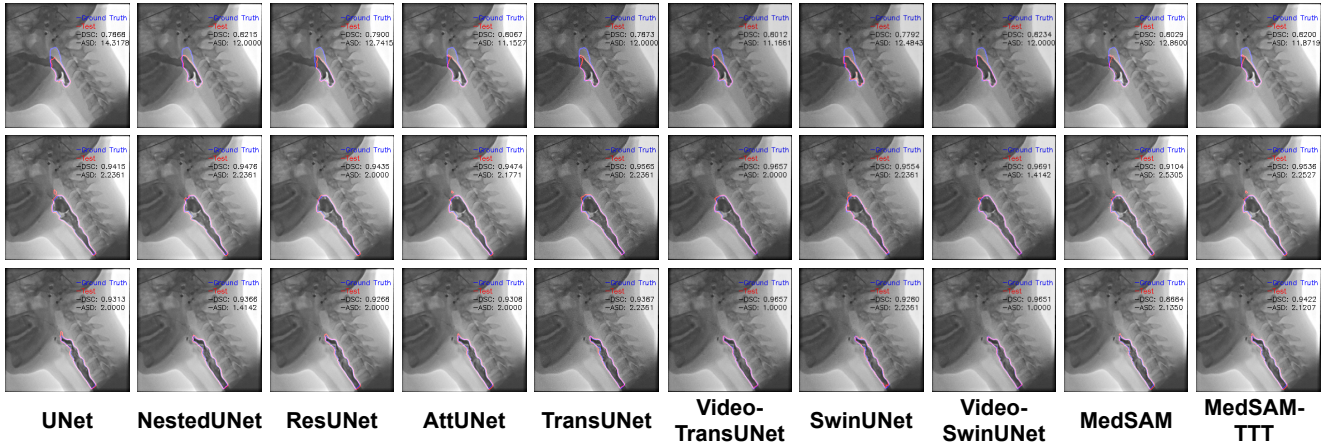 -Ground Truth
-Test
-DSC: 0.7868
-ASD: 14.3178
-Ground Truth
-Test
-DSC: 0.8215
-ASD: 12.0000
-Ground Truth
-Test
-DSC: 0.7900
-ASD: 12.7415
-Ground Truth
-Test
-DSC: 0.8067
-ASD: 11.1527
-Ground Truth
-Test
-DSC: 0.7873
-ASD: 12.0000
-Ground Truth
-Test
-DSC: 0.8012
-ASD: 11.1661
-Ground Truth
-Test
-DSC: 0.7792
-ASD: 12.4843
-Ground Truth
-Test
-DSC: 0.8234
-ASD: 12.0000
-Ground Truth
-Test
-DSC: 0.8029
-ASD: 12.8600
-Ground Truth
-Test
-DSC: 0.8200
-ASD: 11.8719
-Ground Truth
-Test
-DSC: 0.9415
-ASD: 2.2361
-Ground Truth
-Test
-DSC: 0.9476
-ASD: 2.2361
-Ground Truth
-Test
-DSC: 0.9435
-ASD: 2.0000
-Ground Truth
-Test
-DSC: 0.9474
-ASD: 2.1771
-Ground Truth
-Test
-DSC: 0.9565
-ASD: 2.2361
-Ground Truth
-Test
-DSC: 0.9657
-ASD: 2.0000
-Ground Truth
-Test
-DSC: 0.9554
-ASD: 2.2361
-Ground Truth
-Test
-DSC: 0.9691
-ASD: 1.4142
-Ground Truth
-Test
-DSC: 0.9104
-ASD: 2.5305
-Ground Truth
-Test
-DSC: 0.9536
-ASD: 2.2527
-Ground Truth
-Test
-DSC: 0.9313
-ASD: 2.0000
-Ground Truth
-Test
-DSC: 0.9366
-ASD: 1.4142
-Ground Truth
-Test
-DSC: 0.9268
-ASD: 2.0000
-Ground Truth
-Test
-DSC: 0.9308
-ASD: 2.0000
-Ground Truth
-Test
-DSC: 0.9387
-ASD: 2.2361
-Ground Truth
-Test
-DSC: 0.9657
-ASD: 1.0000
-Ground Truth
-Test
-DSC: 0.9280
-ASD: 2.2361
-Ground Truth
-Test
-DSC: 0.9651
-ASD: 1.0000
-Ground Truth
-Test
-DSC: 0.8684
-ASD: 2.1350
-Ground Truth
-Test
-DSC: 0.9422
-ASD: 2.1207
UNet
NestedUNet
ResUNet
AttUNet
TransUNet
Video-
TransUNet
SwinUNet
Video-
SwinUNet
MedSAM
MedSAM-
TTT